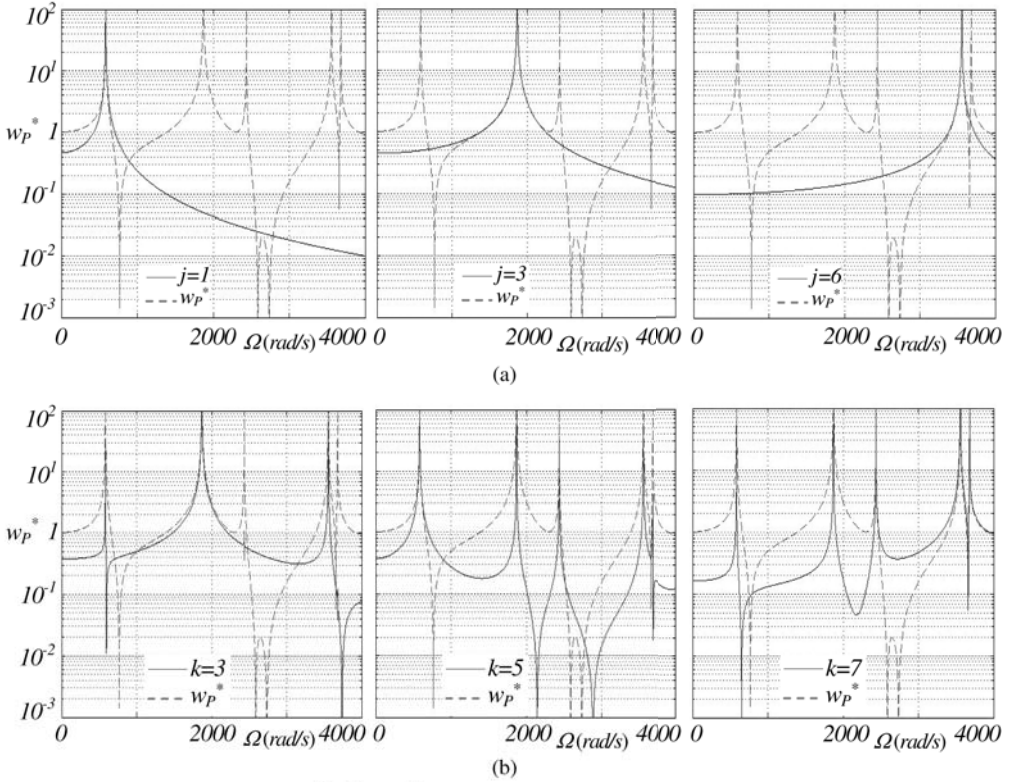 10^2
10^1
w_P^*
1
10^-1
10^-2
10^-3
j=1
w_P^*
0 2000 Ω(rad/s) 4000
j=3
w_P^*
0 2000 Ω(rad/s) 4000
j=6
w_P^*
0 2000 Ω(rad/s) 4000
(a)
10^2
10^1
w_P^*
1
10^-1
10^-2
10^-3
k=3
w_P^*
0 2000 Ω(rad/s) 4000
k=5
w_P^*
0 2000 Ω(rad/s) 4000
k=7
w_P^*
0 2000 Ω(rad/s) 4000
(b)